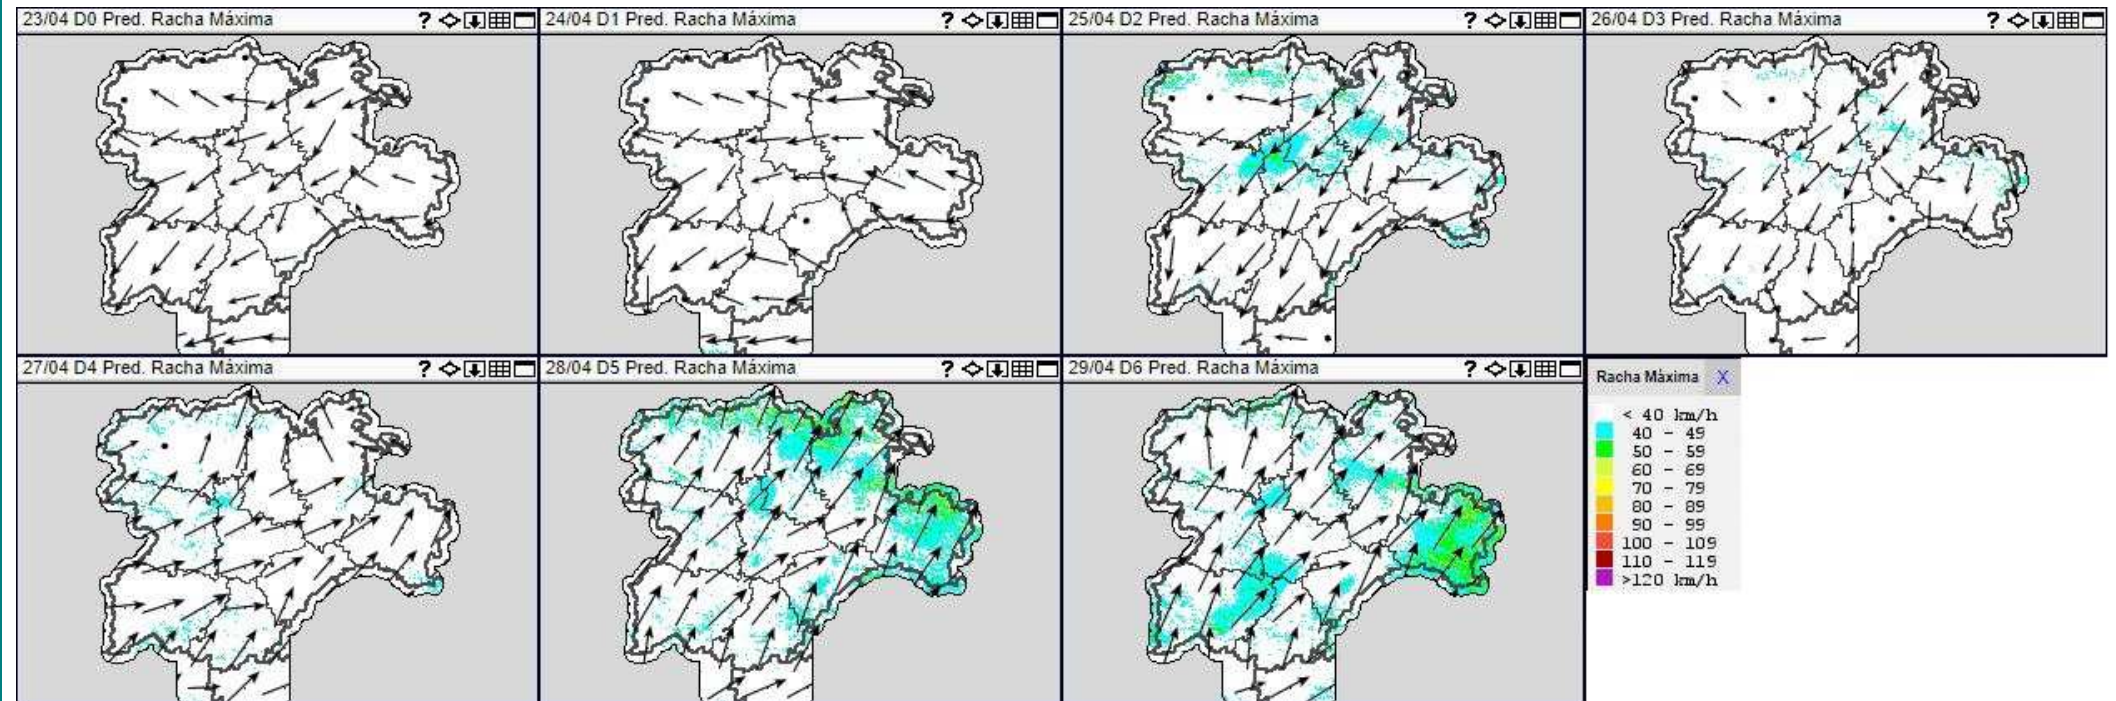 23/04 D0 Pred. Racha Máxima ?
24/04 D1 Pred. Racha Máxima ?
25/04 D2 Pred. Racha Máxima ?
26/04 D3 Pred. Racha Máxima ?
27/04 D4 Pred. Racha Máxima ?
28/04 D5 Pred. Racha Máxima ?
29/04 D6 Pred. Racha Máxima ?
Racha Máxima X
< 40 km/h
40 - 49
50 - 59
60 - 69
70 - 79
80 - 89
90 - 99
100 - 109
110 - 119
>120 km/h